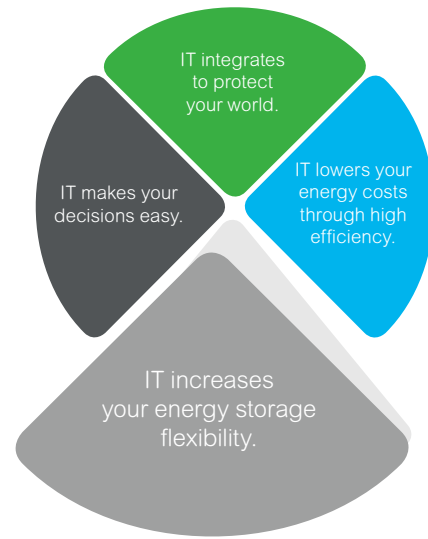 IT integrates
to protect
your world.
IT makes your
decisions easy.
IT lowers your
energy costs
through high
efficiency.
IT increases
your energy storage
flexibility.